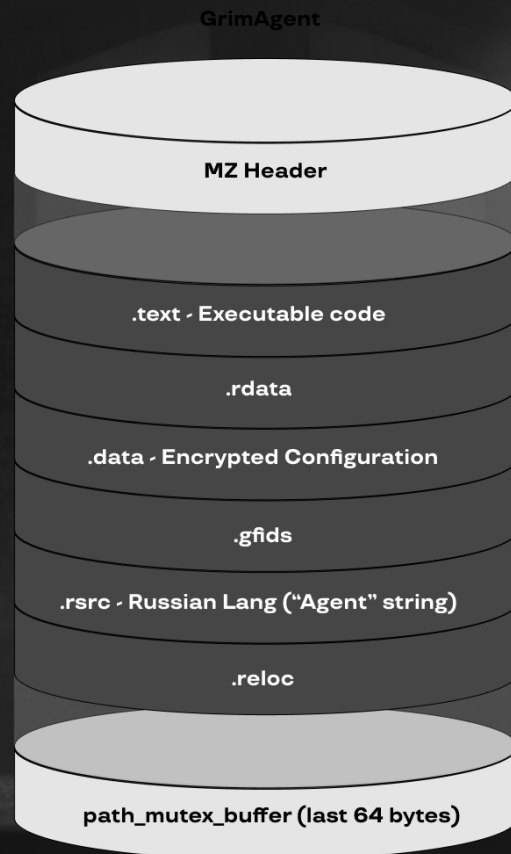 GrimAgent
MZ Header
.text - Executable code
.rdata
.data - Encrypted Configuration
.gfids
.rsrc - Russian Lang (“Agent” string)
.reloc
path_mutex_buffer (last 64 bytes)